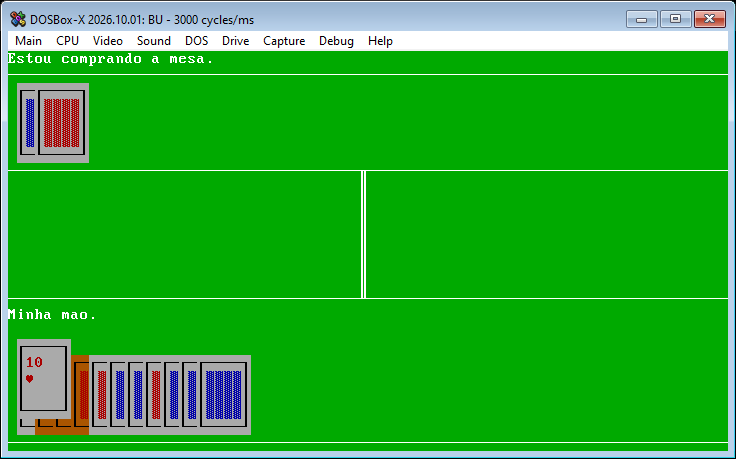 DOSBox-X 2026.10.01: BU - 3000 cycles/ms
Main CPU Video Sound DOS Drive Capture Debug Help
Estou comprando a mesa.
Minha mao.
10
♥